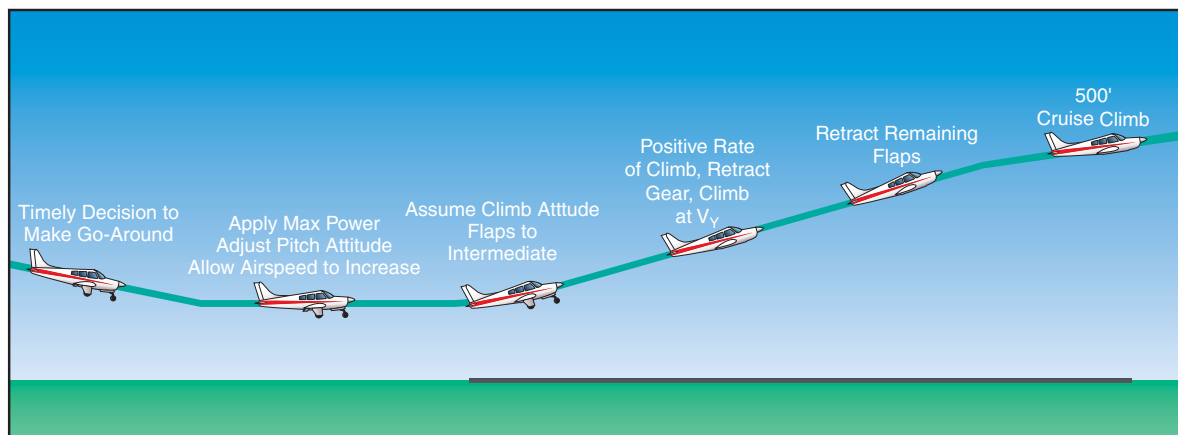 Timely Decision to
Make Go-Around
Apply Max Power
Adjust Pitch Attitude
Allow Airspeed to Increase
Assume Climb Atttude
Flaps to
Intermediate
Positive Rate
of Climb, Retract
Gear, Climb
at VY
Retract Remaining
Flaps
500'
Cruise Climb